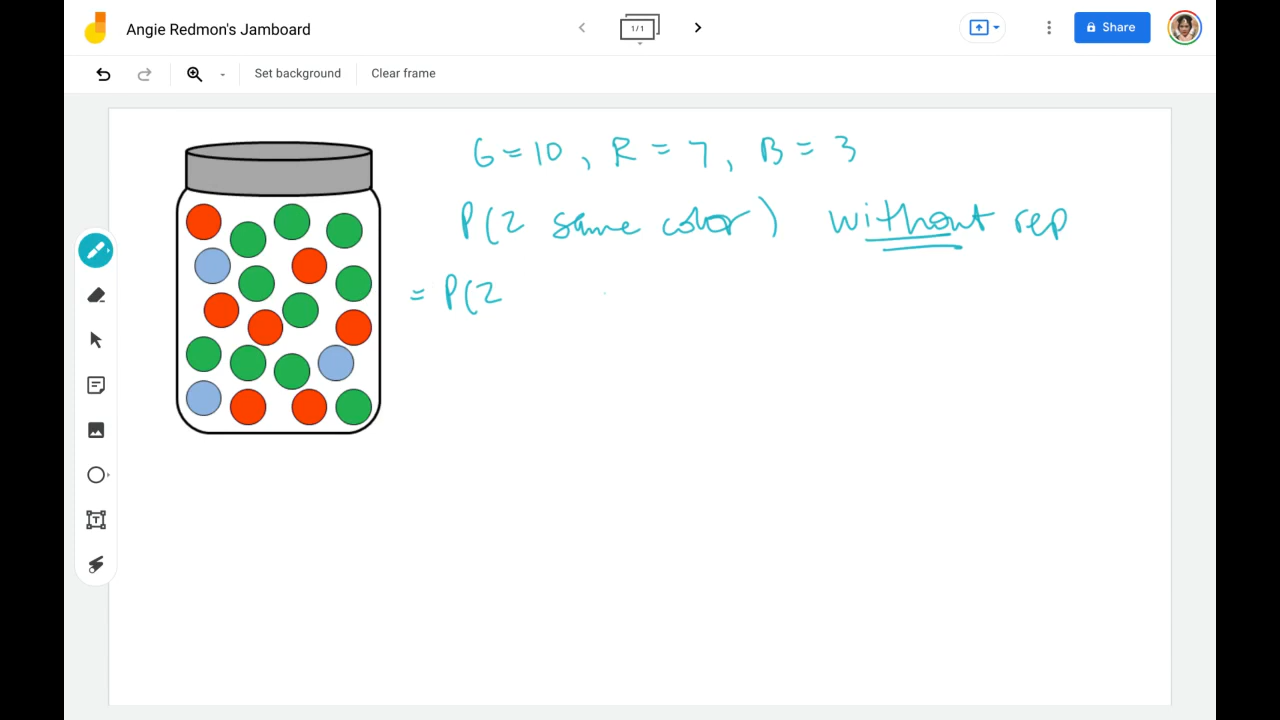 Angie Redmon's Jamboard
1/1
Share
Set background
Clear frame
G = 10, R = 7, B = 3
P(2 same color) without rep
= P(2
T